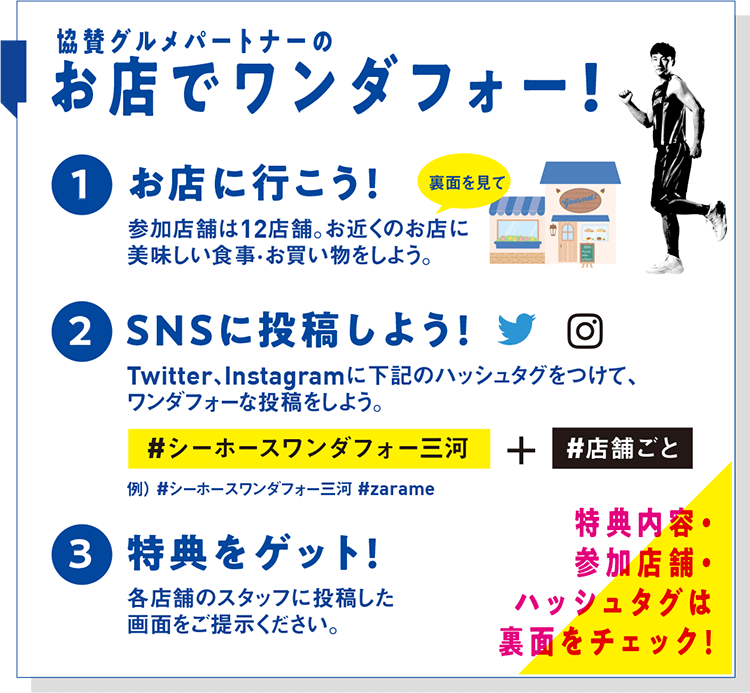 協賛グルメパートナーの
お店でワンダフォー!
1 お店に行こう!
裏面を見て
参加店舗は12店舗。お近くのお店に
美味しい食事・お買い物をしよう。
2 SNSに投稿しよう!
Twitter、Instagramに下記のハッシュタグをつけて、
ワンダフォーな投稿をしよう。
#シーホースワンダフォー三河 + #店舗ごと
例）#シーホースワンダフォー三河 #zarame
3 特典をゲット!
各店舗のスタッフに投稿した
画面をご提示ください。
特典内容・
参加店舗・
ハッシュタグは
裏面をチェック!